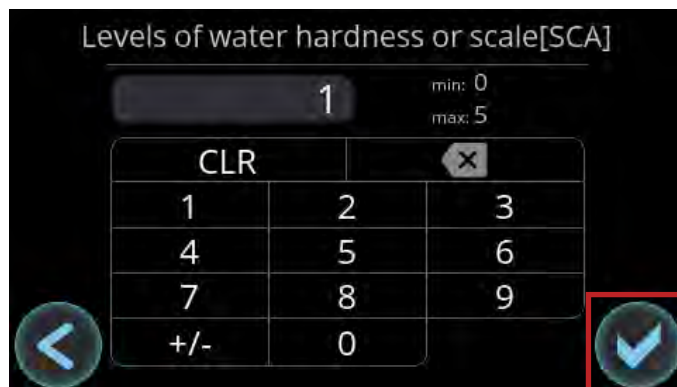 Levels of water hardness or scale[SCA]
1
min: 0
max: 5
CLR
1 2 3
4 5 6
7 8 9
+/- 0